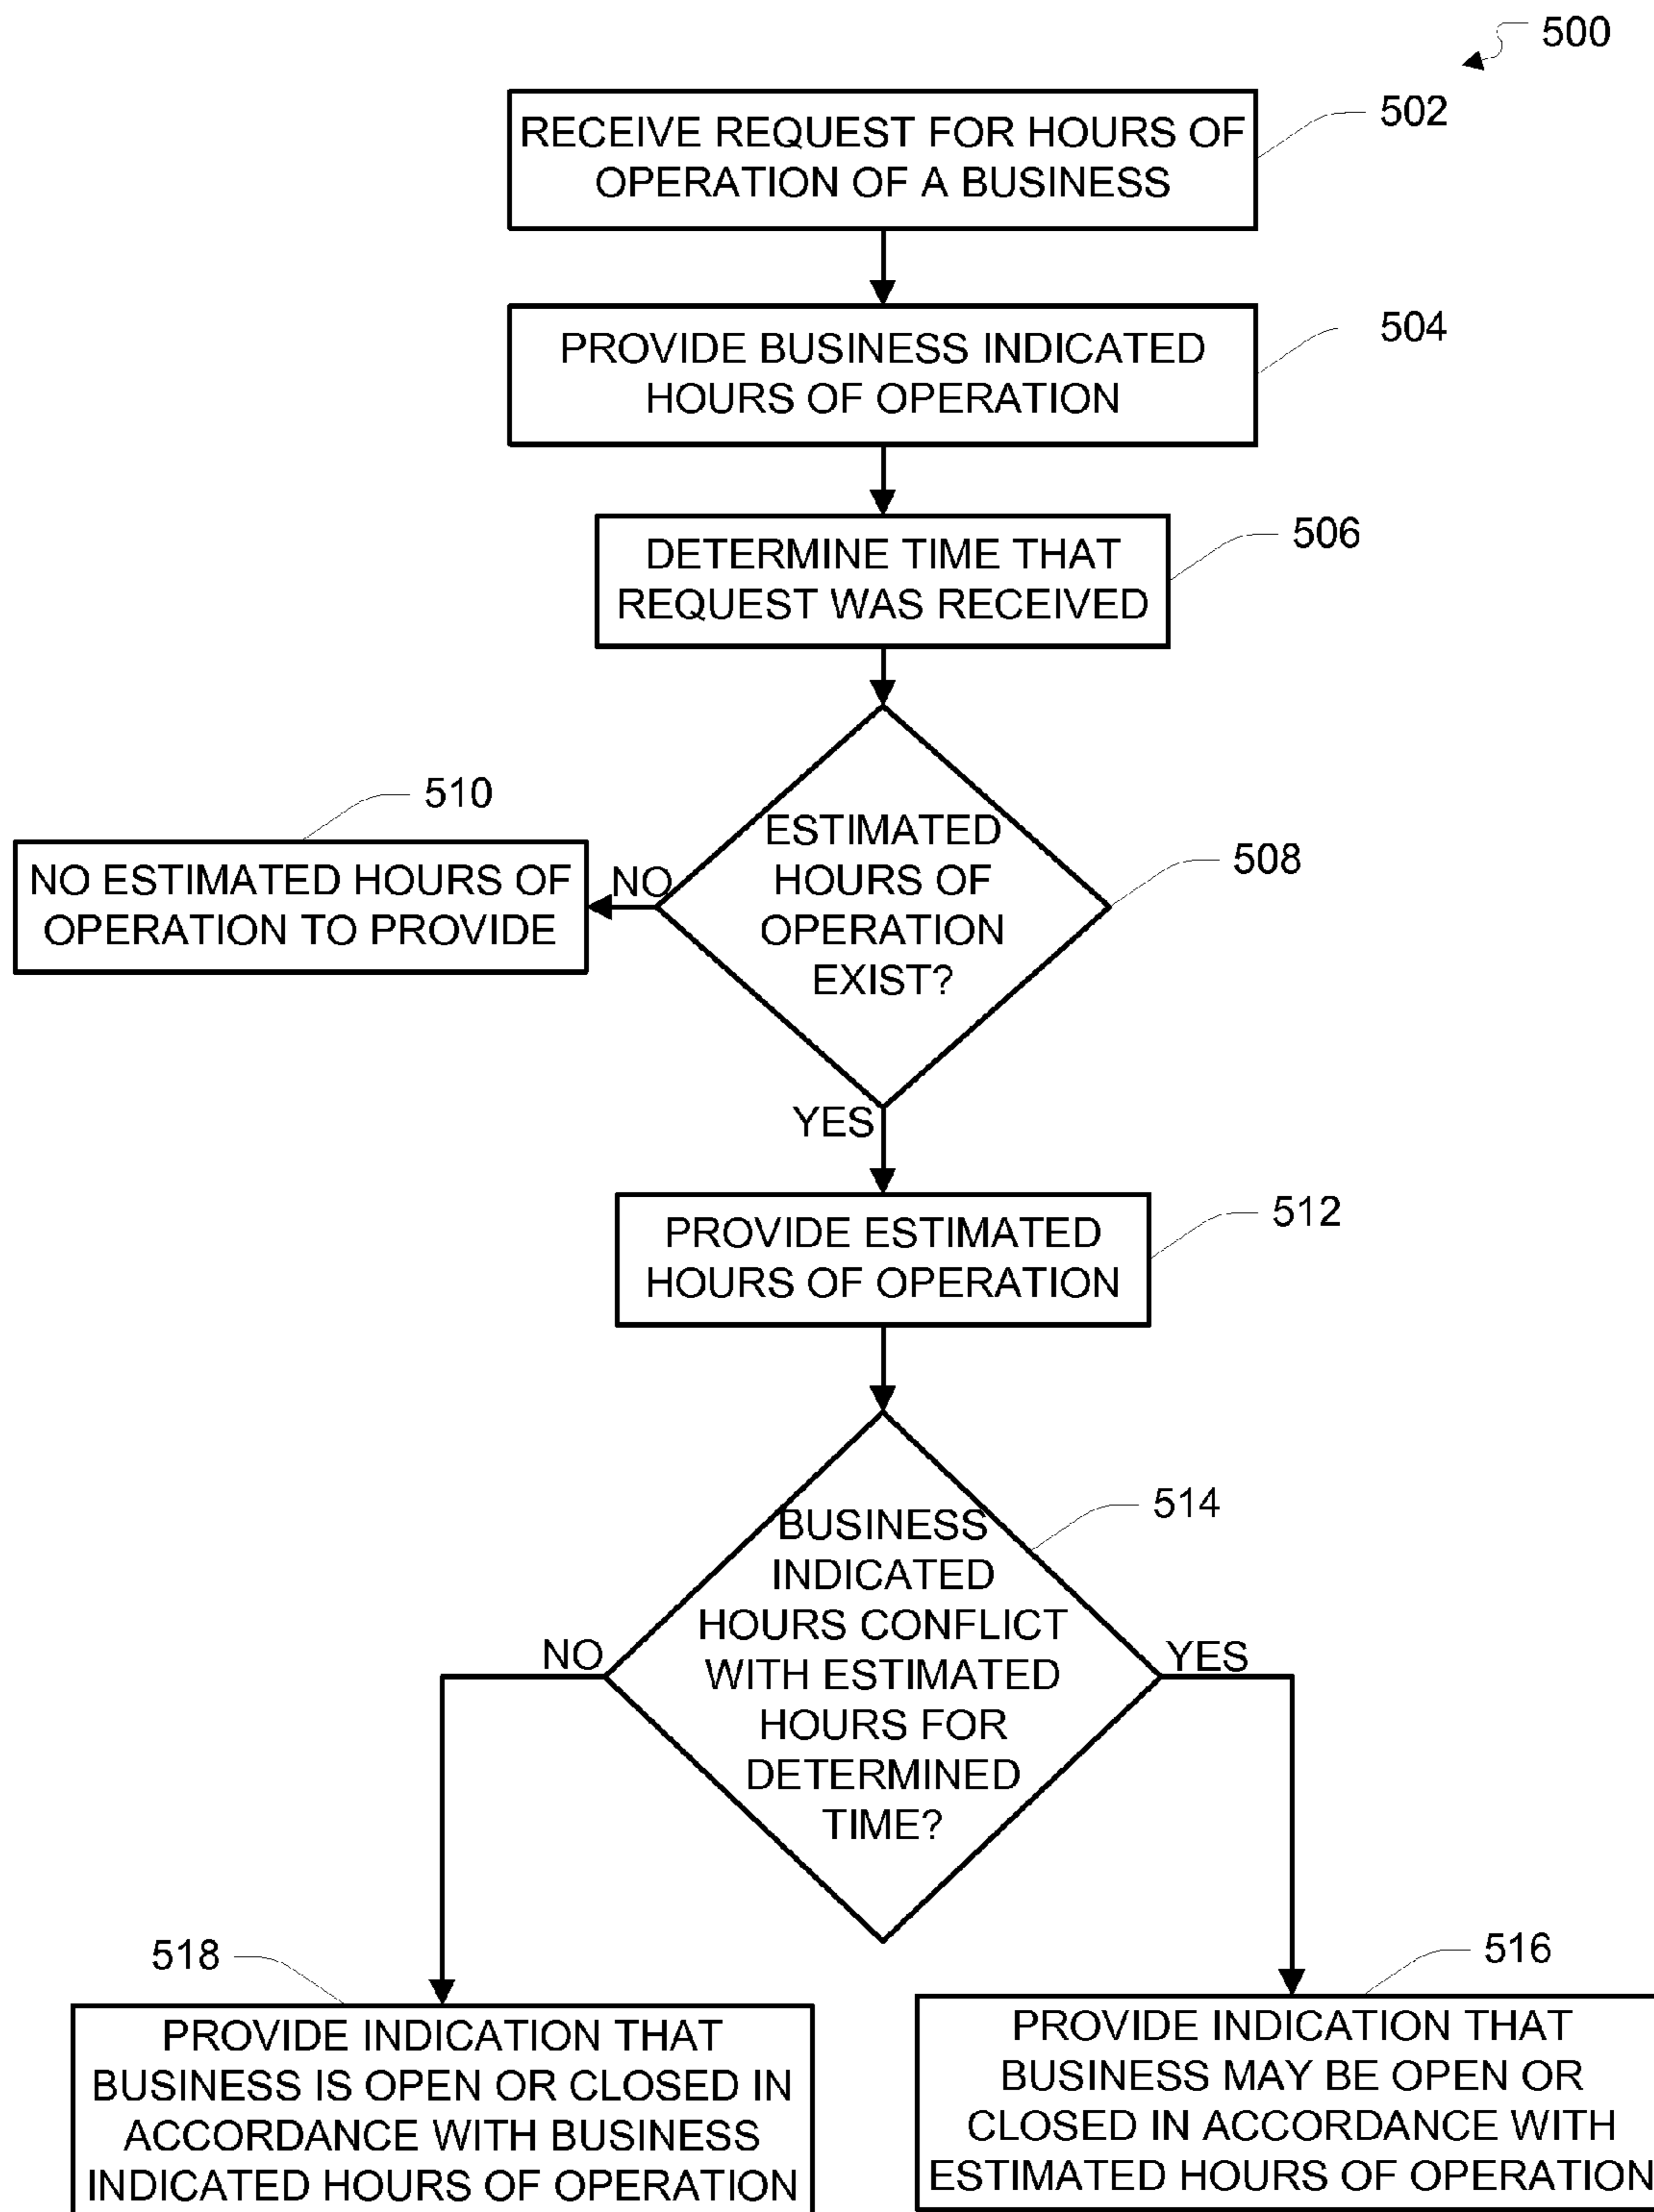 500
502
RECEIVE REQUEST FOR HOURS OF
OPERATION OF A BUSINESS
504
PROVIDE BUSINESS INDICATED
HOURS OF OPERATION
506
DETERMINE TIME THAT
REQUEST WAS RECEIVED
508
ESTIMATED
HOURS OF
OPERATION
EXIST?
NO
510
NO ESTIMATED HOURS OF
OPERATION TO PROVIDE
YES
512
PROVIDE ESTIMATED
HOURS OF OPERATION
514
BUSINESS
INDICATED
HOURS CONFLICT
WITH ESTIMATED
HOURS FOR
DETERMINED
TIME?
NO
YES
518
PROVIDE INDICATION THAT
BUSINESS IS OPEN OR CLOSED IN
ACCORDANCE WITH BUSINESS
INDICATED HOURS OF OPERATION
516
PROVIDE INDICATION THAT
BUSINESS MAY BE OPEN OR
CLOSED IN ACCORDANCE WITH
ESTIMATED HOURS OF OPERATION